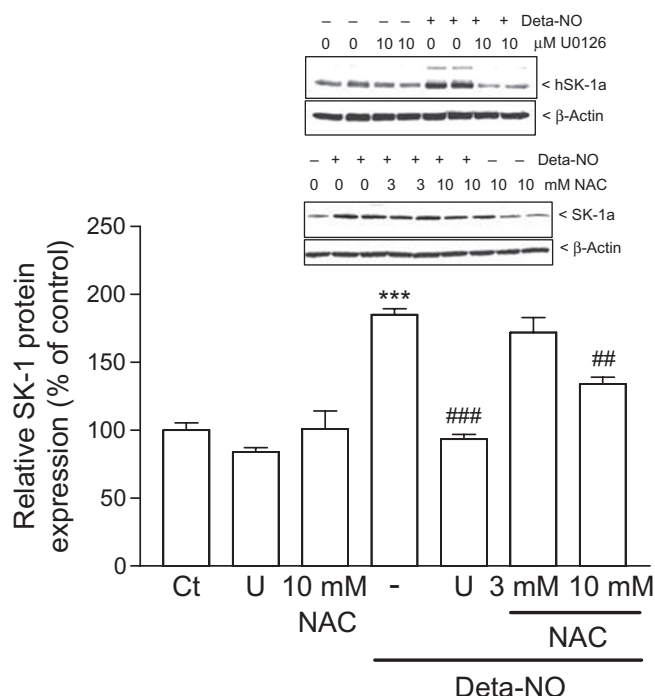 – – – – + + + + Deta-NO
0 0 10 10 0 0 10 10 μM U0126
< hSK-1a
< β-Actin
– + + + + + + – – Deta-NO
0 0 0 3 3 10 10 10 10 mM NAC
< SK-1a
< β-Actin
250
200
150
100
50
0
Relative SK-1 protein
expression (% of control)
***
###
##
Ct U 10 mM - U 3 mM 10 mM
NAC
NAC
Deta-NO